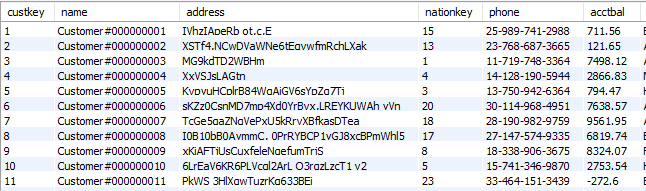 custkey name address nationkey phone acctbal
1 Customer#000000001 IVhzIApeRb ot,c,E 15 25-989-741-2988 711.56
2 Customer#000000002 XSTf4,NCwDVaWNe6tEgvwfmRchLXak 13 23-768-687-3665 121.65
3 Customer#000000003 MG9kdTD2WBHm 1 11-719-748-3364 7498.12
4 Customer#000000004 XxVSJsLAGtn 4 14-128-190-5944 2866.83
5 Customer#000000005 KvpyuHCplrB84WgAiGV6sYpZq7Tj 3 13-750-942-6364 794.47
6 Customer#000000006 sKZz0CsnMD7mp4Xd0YrBvx,LREYKUWAh yVn 20 30-114-968-4951 7638.57
7 Customer#000000007 TcGe5gaZNgVePxU5kRrvXBfkasDTea 18 28-190-982-9759 9561.95
8 Customer#000000008 I0B10bB0AymmC, 0PrRYBCP1yGJ8xcBPmWhl5 17 27-147-574-9335 6819.74
9 Customer#000000009 xKiAFTjUsCuxfeleNqefumTrjS 8 18-338-906-3675 8324.07
10 Customer#000000010 6LrEaV6KR6PLVcgl2ArL Q3rqzLzcT1 v2 5 15-741-346-9870 2753.54
11 Customer#000000011 PkWS 3HlXqwTuzrKg633BEi 23 33-464-151-3439 -272.6